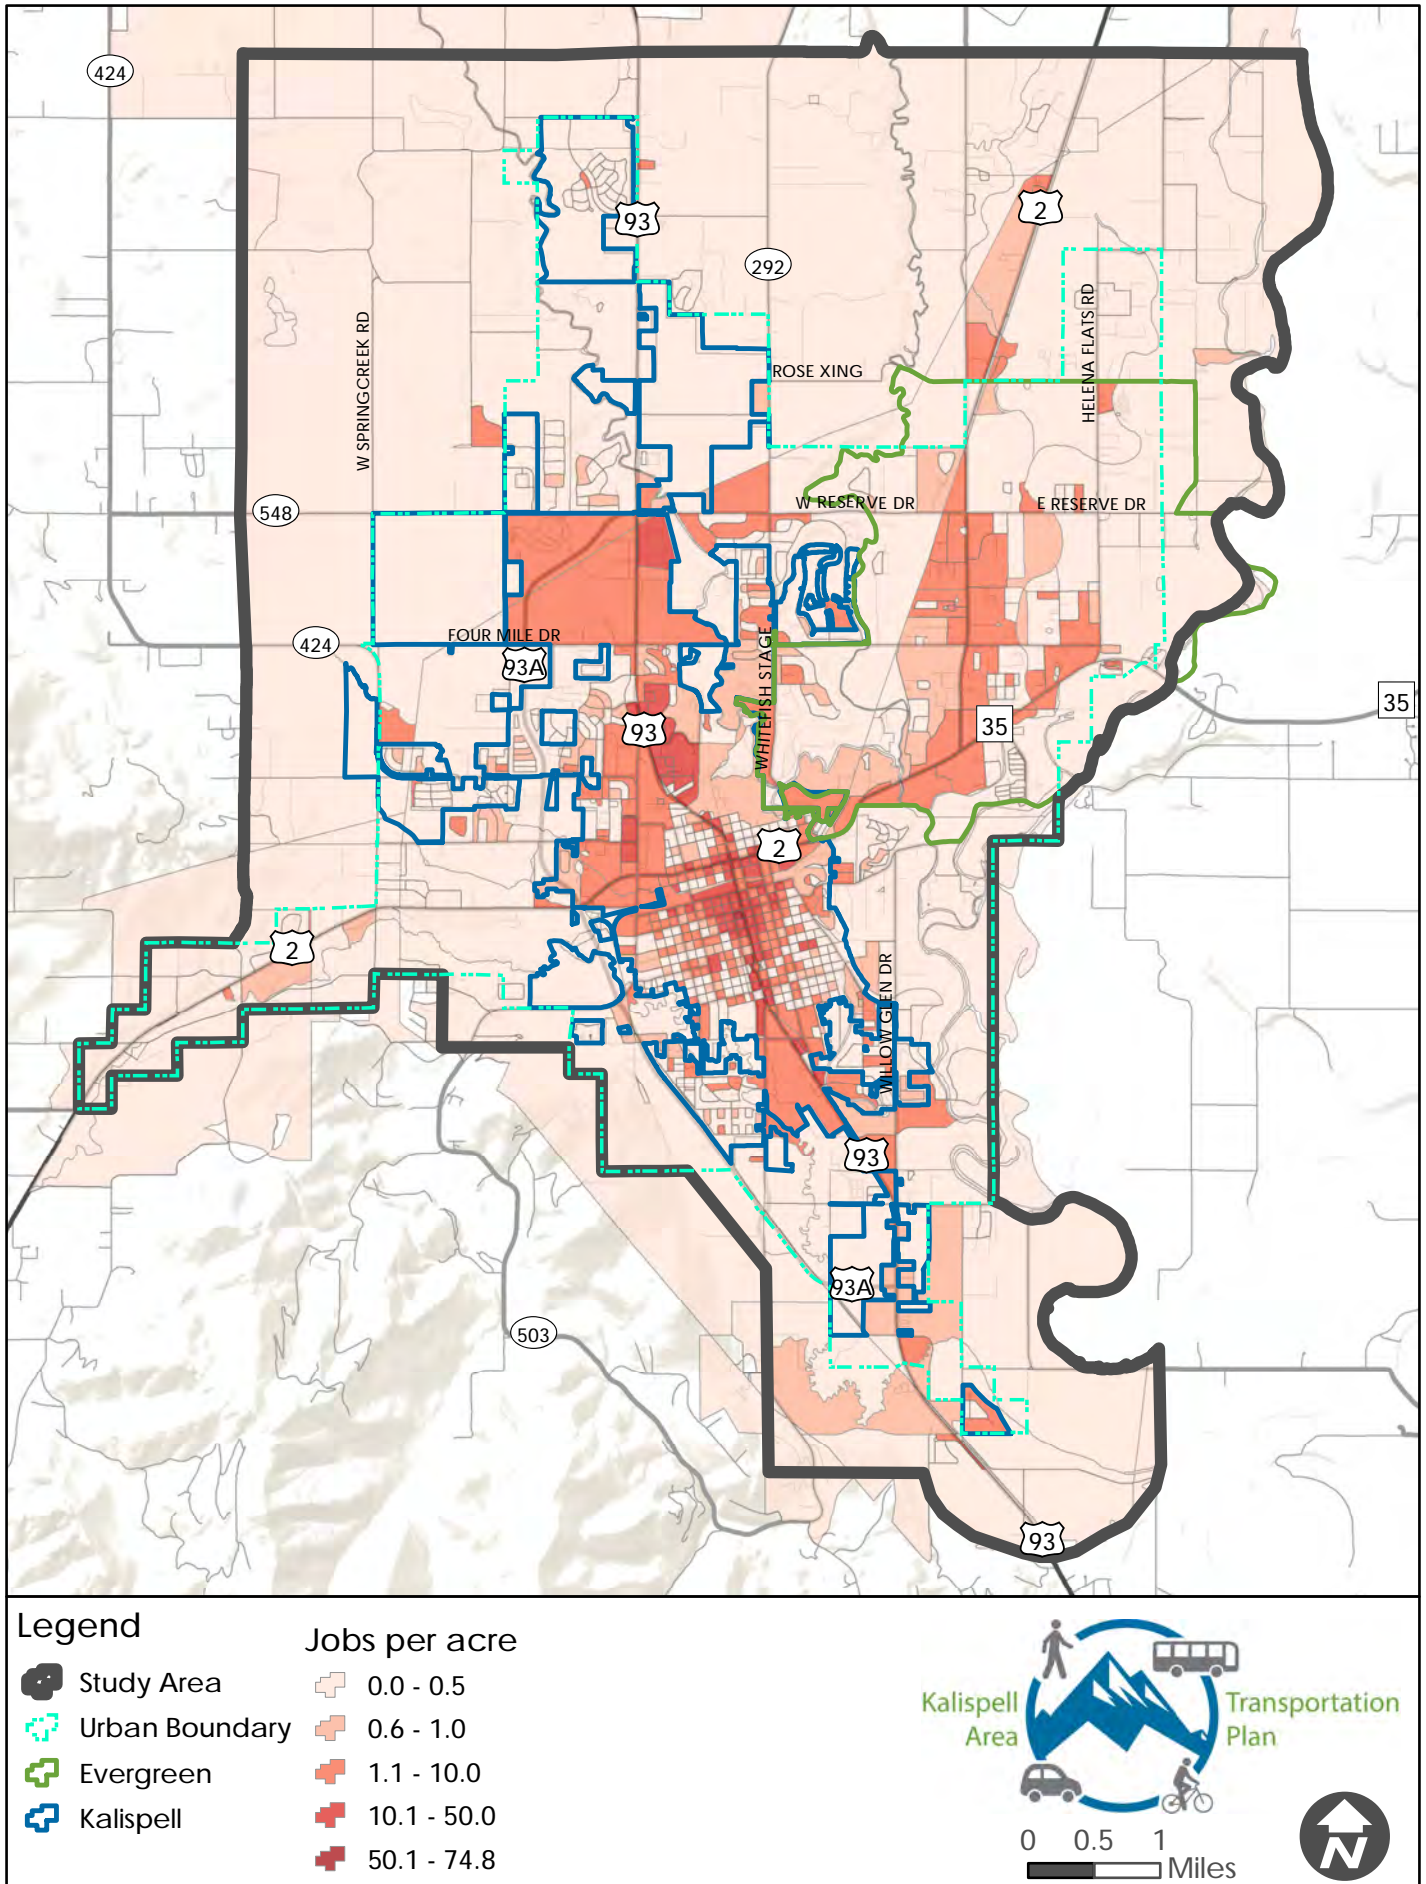 424
93
2
292
W SPRINGCREEK RD
HELENA FLATS RD
ROSE XING
W RESERVE DR
E RESERVE DR
548
424
FOUR MILE DR
93A
WHITEFISH STAGE
35
35
93
2
2
WILLOW GLEN DR
93
93A
503
93
Legend
Study Area
Urban Boundary
Evergreen
Kalispell
Jobs per acre
0.0 - 0.5
0.6 - 1.0
1.1 - 10.0
10.1 - 50.0
50.1 - 74.8
Kalispell
Area
Transportation
Plan
0 0.5 1
Miles
N